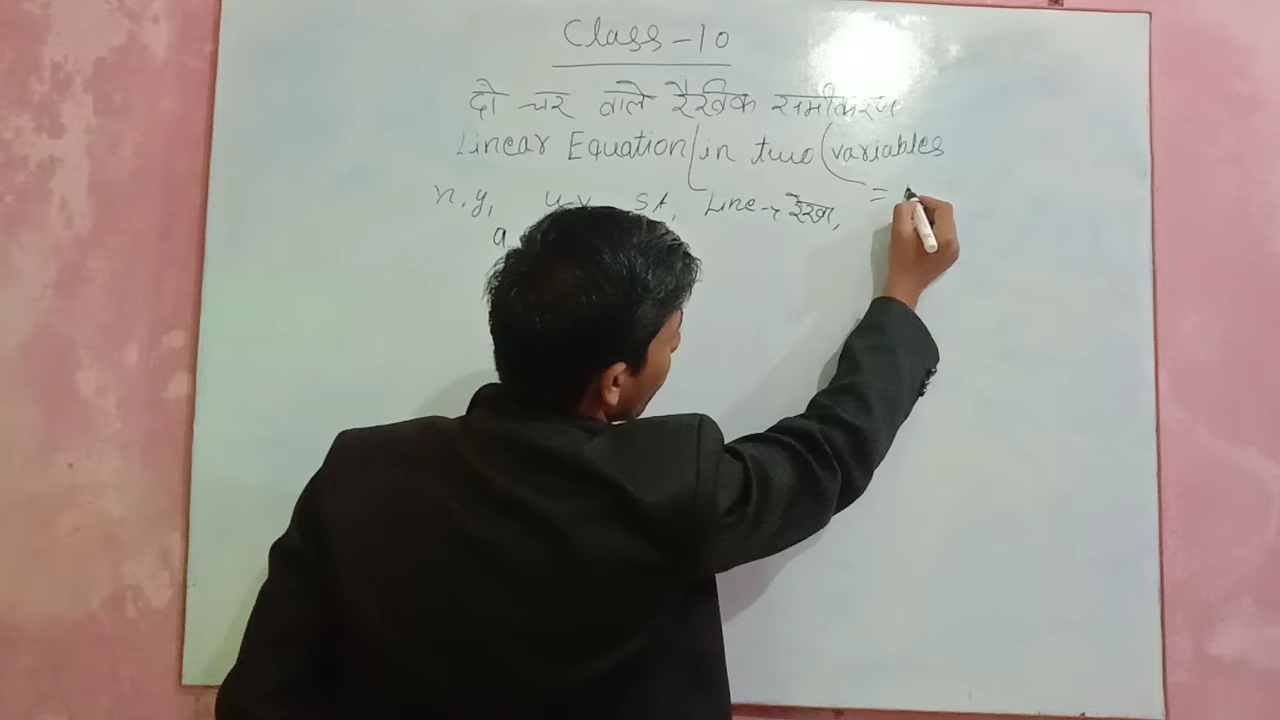 Class-10
दो चर वाले रैखिक समीकरण
Linear Equation/in two (variables
x, y, u-v, s,t, Line → रेखा, =
a